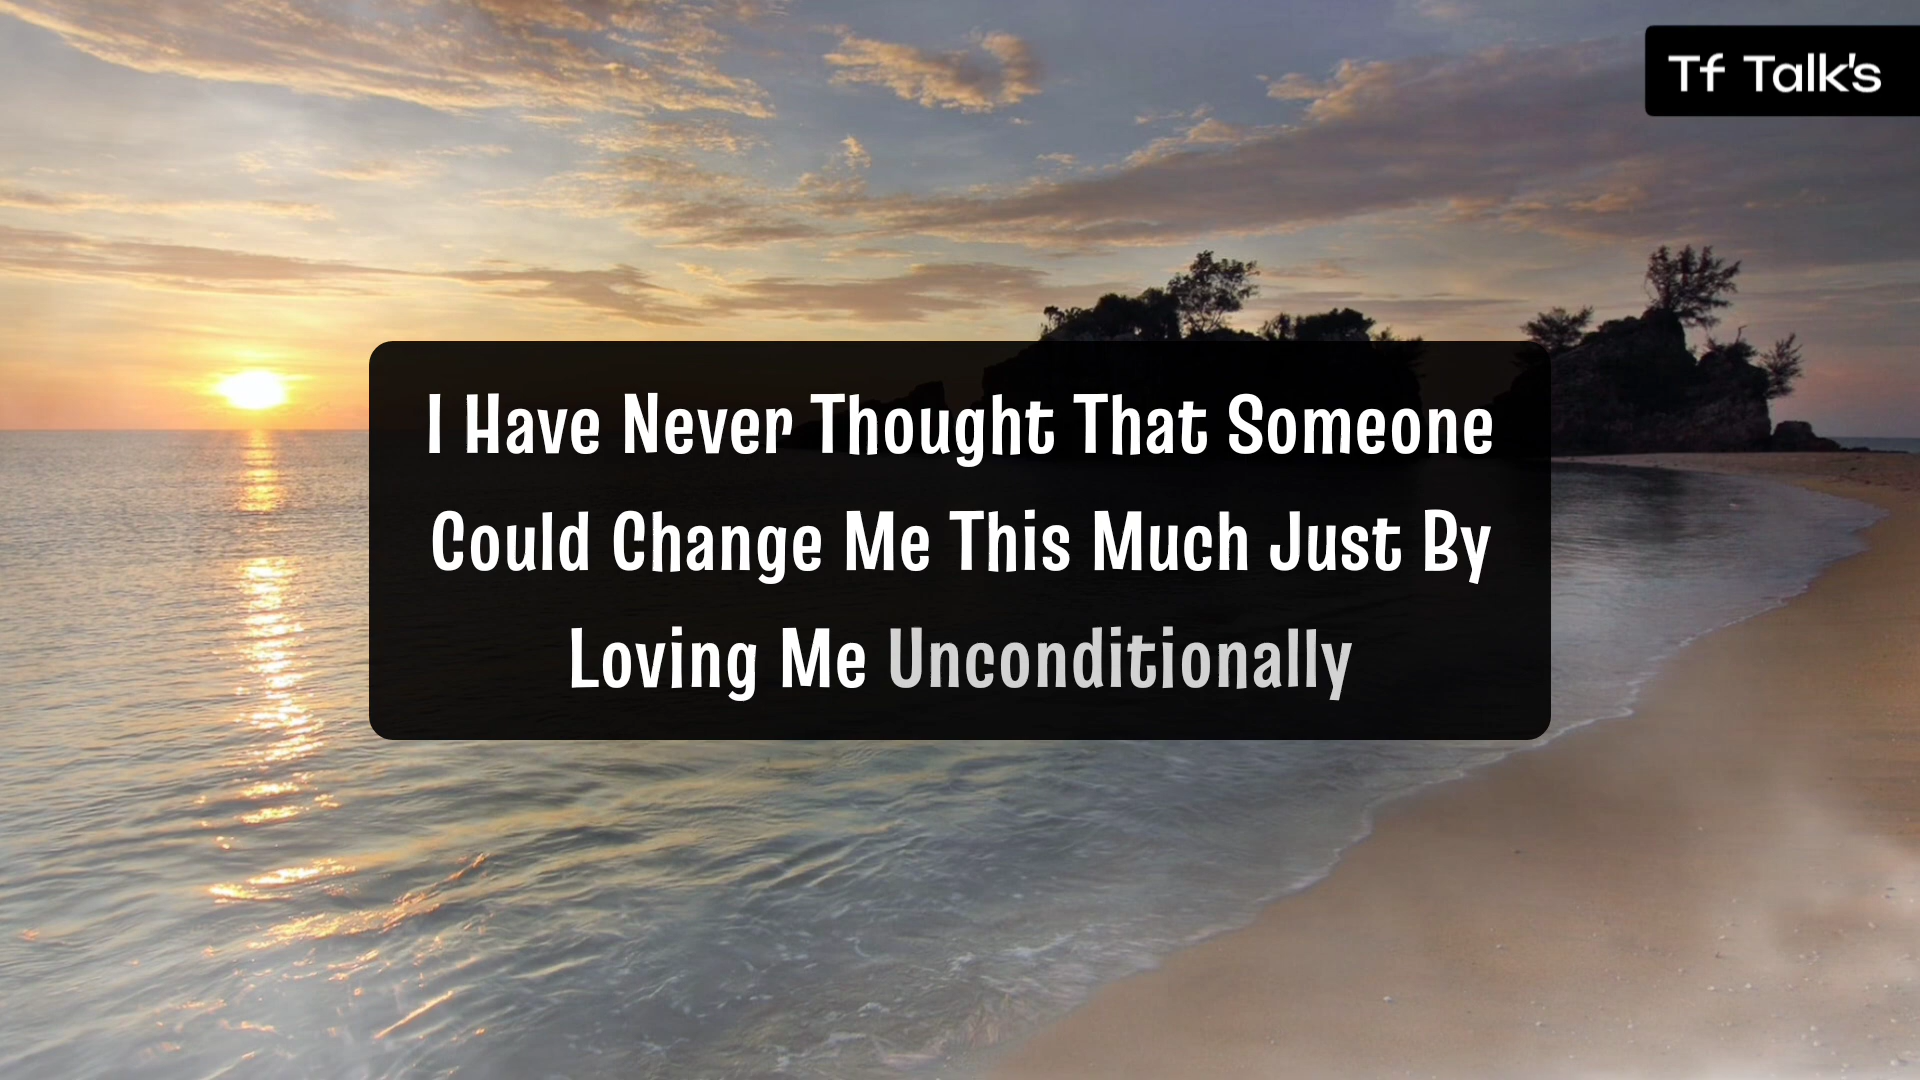 Tf Talk's
I Have Never Thought That Someone
Could Change Me This Much Just By
Loving Me Unconditionally